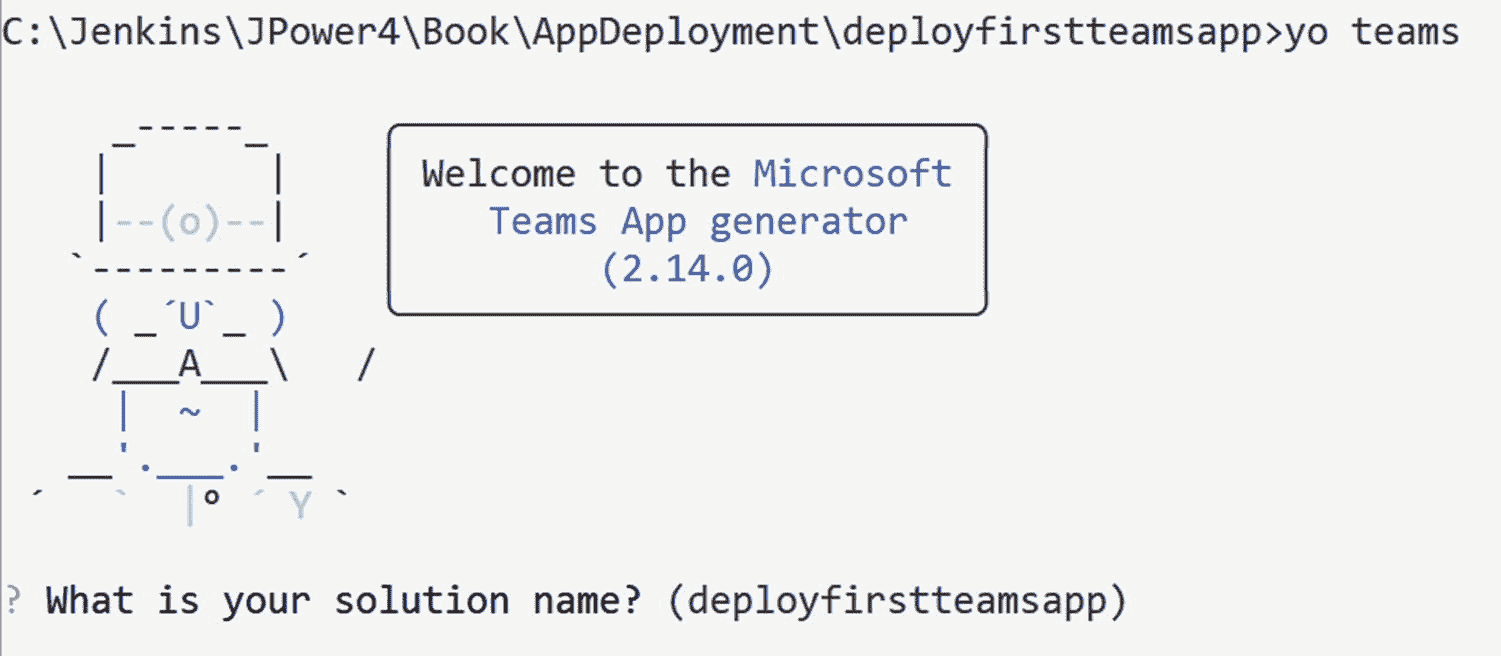 C:\Jenkins\JPower4\Book\AppDeployment\deployfirstteamsapp>yo teams
Welcome to the Microsoft
Teams App generator
(2.14.0)
? What is your solution name? (deployfirstteamsapp)